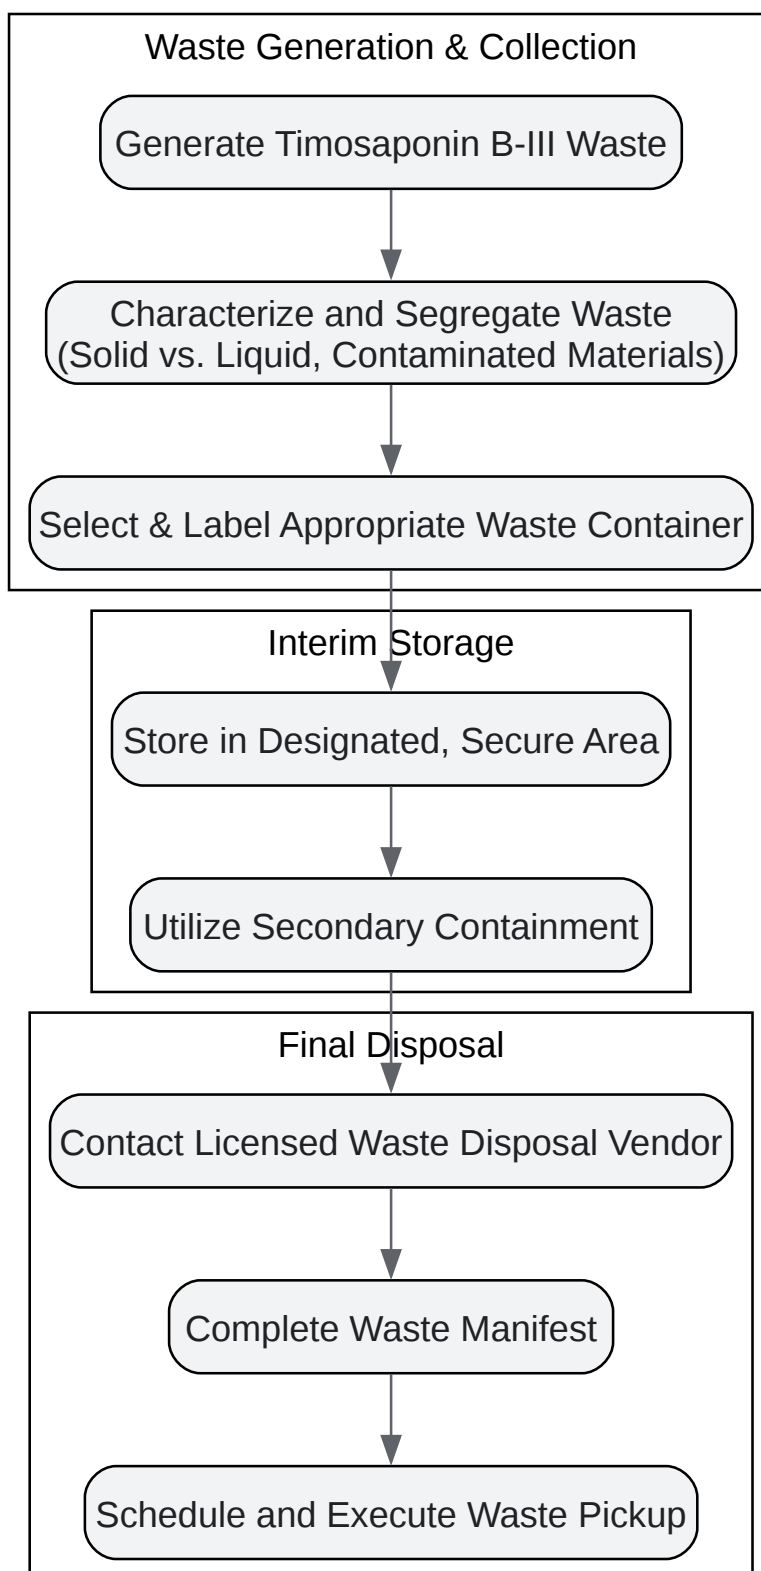 Waste Generation & Collection
Generate Timosaponin B-III Waste
Characterize and Segregate Waste
(Solid vs. Liquid, Contaminated Materials)
Select & Label Appropriate Waste Container
Interim Storage
Store in Designated, Secure Area
Utilize Secondary Containment
Final Disposal
Contact Licensed Waste Disposal Vendor
Complete Waste Manifest
Schedule and Execute Waste Pickup